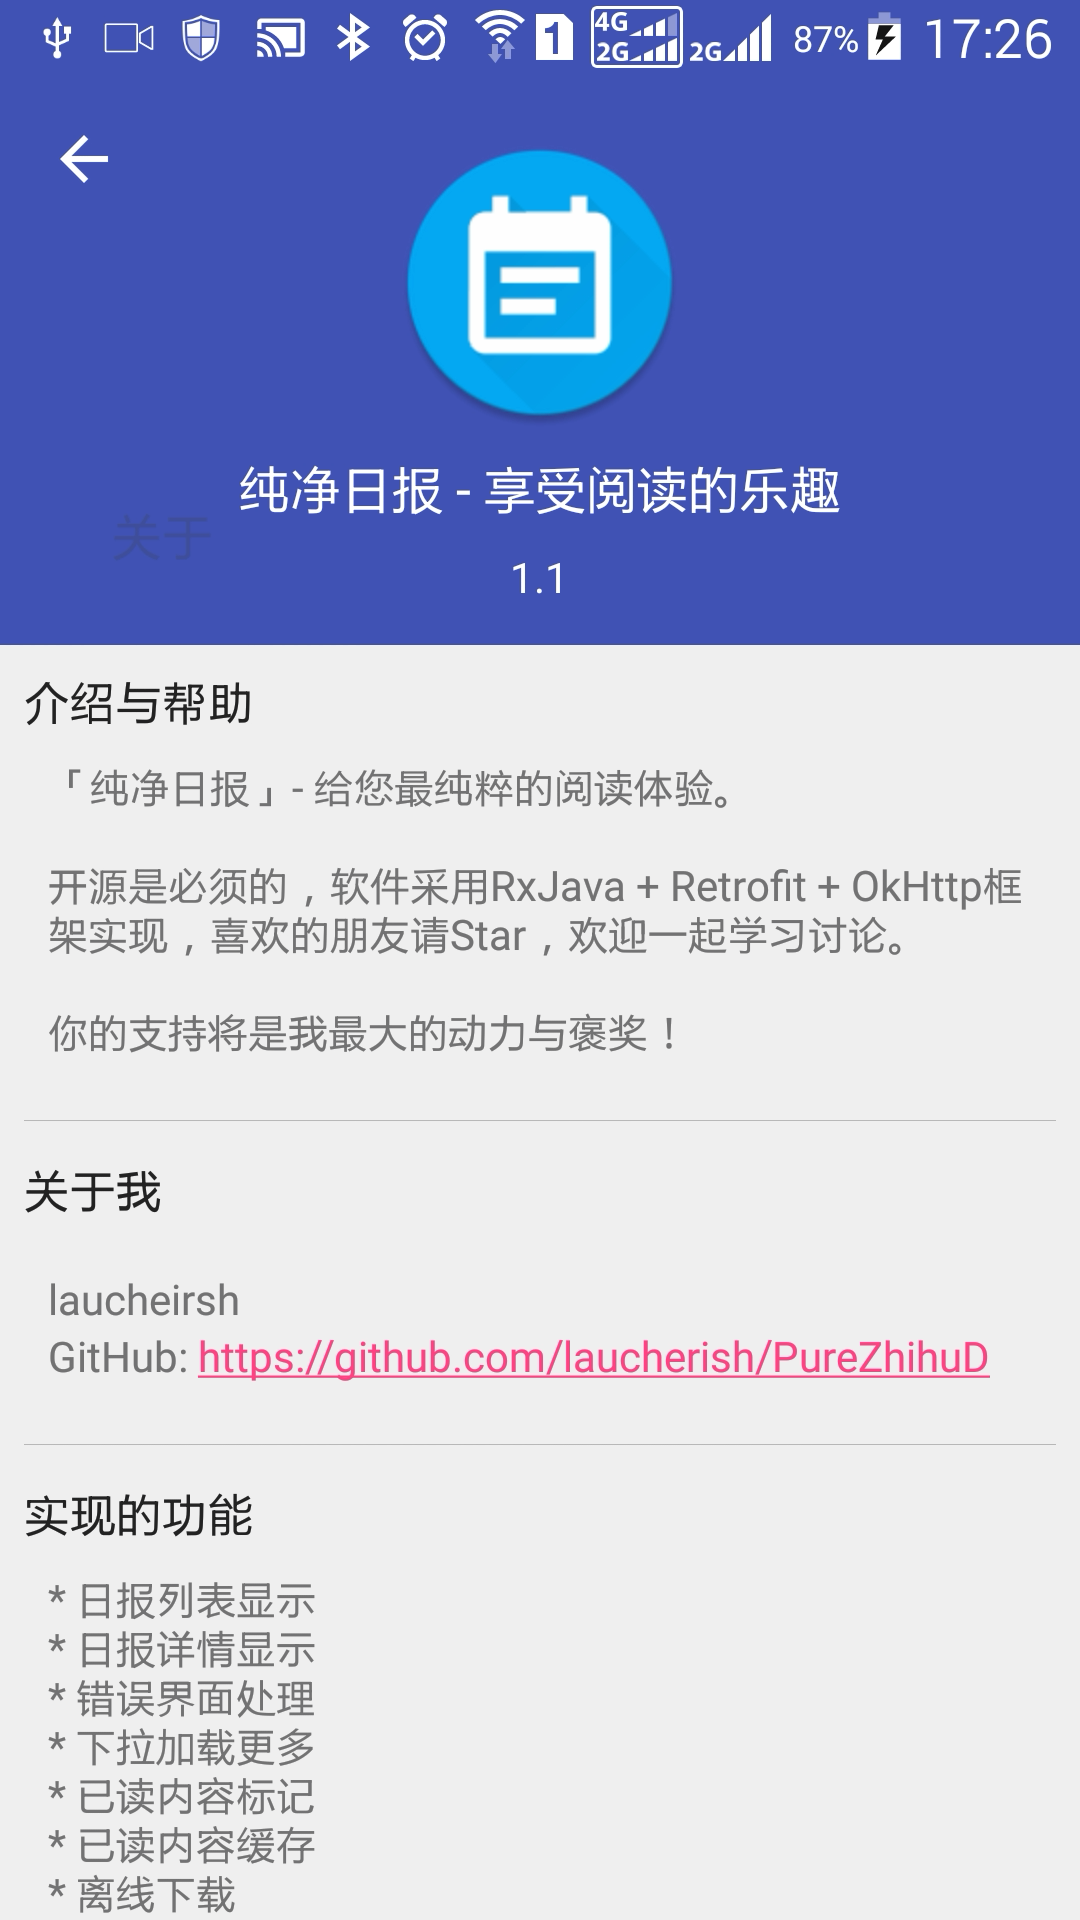 4G
2G
1
2G
87%
17:26
纯净日报 - 享受阅读的乐趣
关于
1.1
介绍与帮助
「纯净日报」- 给您最纯粹的阅读体验。
开源是必须的，软件采用RxJava + Retrofit + OkHttp框
架实现，喜欢的朋友请Star，欢迎一起学习讨论。
你的支持将是我最大的动力与褒奖！
关于我
laucheirsh
GitHub: https://github.com/laucherish/PureZhihuD
实现的功能
* 日报列表显示
* 日报详情显示
* 错误界面处理
* 下拉加载更多
* 已读内容标记
* 已读内容缓存
* 离线下载